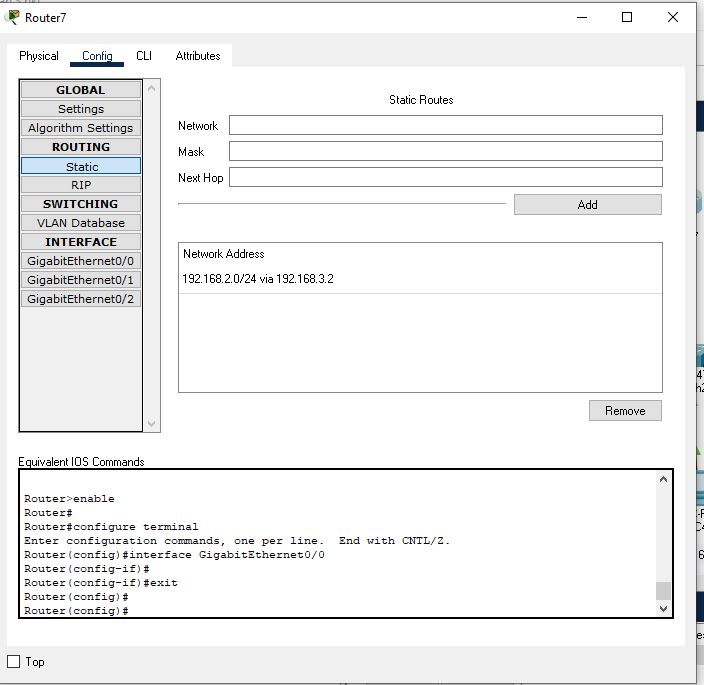 Router7
Physical Config CLI Attributes
GLOBAL
Settings
Algorithm Settings
ROUTING
Static
RIP
SWITCHING
VLAN Database
INTERFACE
GigabitEthernet0/0
GigabitEthernet0/1
GigabitEthernet0/2
Static Routes
Network
Mask
Next Hop
Add
Network Address
192.168.2.0/24 via 192.168.3.2
Remove
Equivalent IOS Commands
Router>enable
Router#
Router#configure terminal
Enter configuration commands, one per line.  End with CNTL/Z.
Router(config)#interface GigabitEthernet0/0
Router(config-if)#
Router(config-if)#exit
Router(config)#
Router(config)#
Top